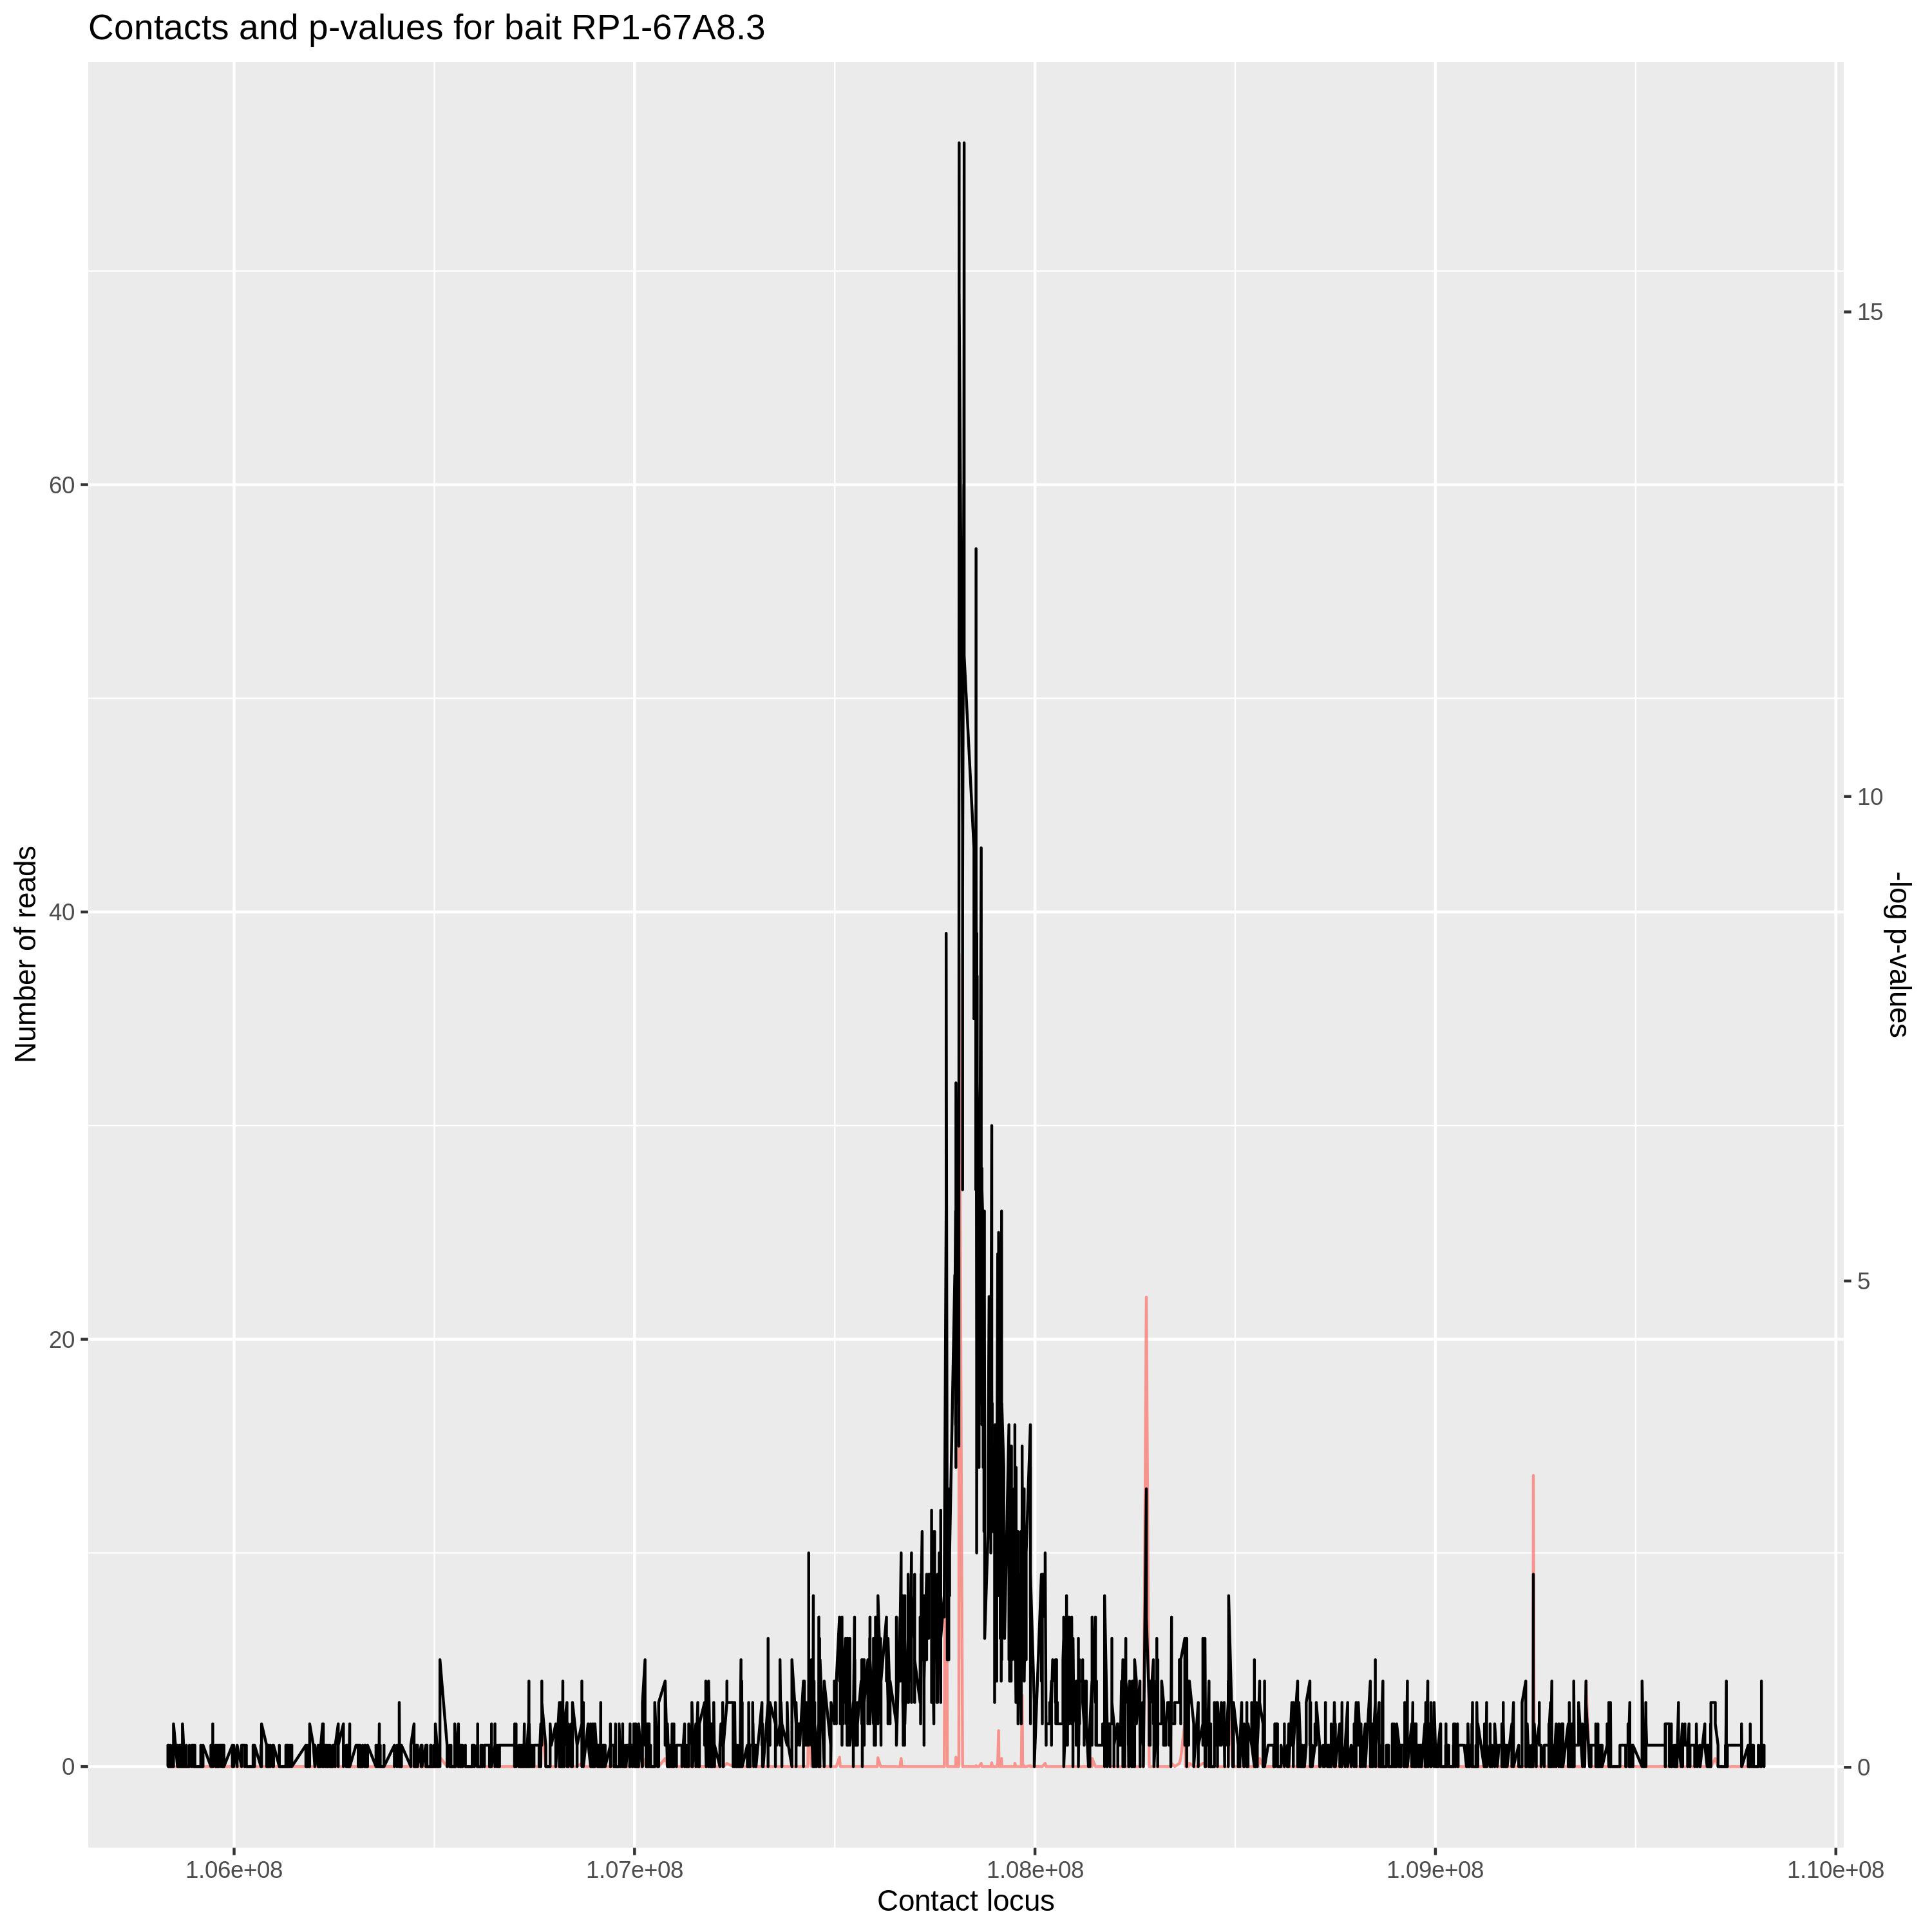 Contacts and p-values for bait RP1-67A8.3
Number of reads
60
40
20
0
15
10
5
0
-log p-values
1.06e+08
1.07e+08
1.08e+08
1.09e+08
1.10e+08
Contact locus